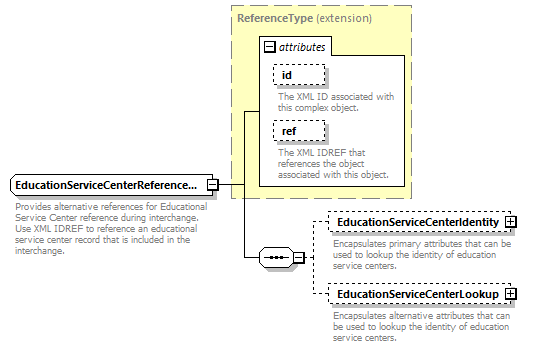 ReferenceType (extension)
attributes
id
The XML ID associated with
this complex object.
ref
The XML IDREF that
references the object
associated with this object.
EducationServiceCenterReference...
Provides alternative references for Educational
Service Center reference during interchange.
Use XML IDREF to reference an educational
service center record that is included in the
interchange.
EducationServiceCenterIdentity
Encapsulates primary attributes that can be
used to lookup the identity of education
service centers.
EducationServiceCenterLookup
Encapsulates alternative attributes that can
be used to lookup the identity of education
service centers.